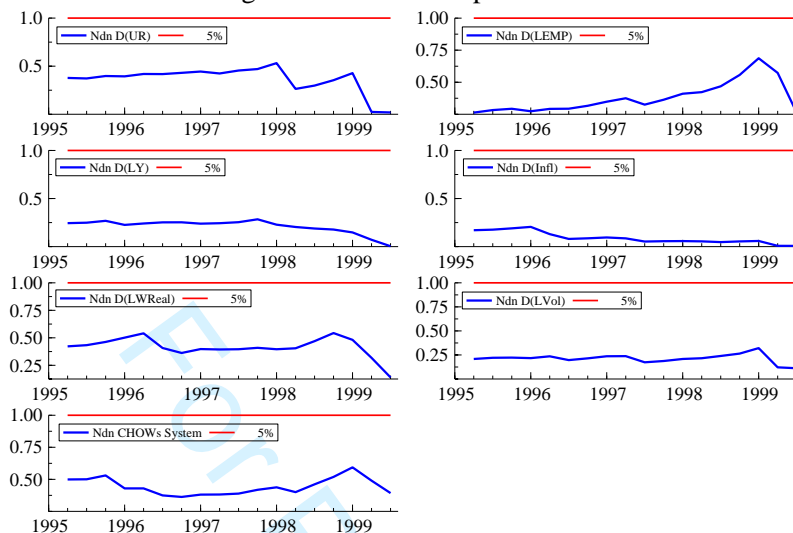 1.0
Ndn D(UR) 5%
0.5
1995 1996 1997 1998 1999
1.00
Ndn D(LEMP) 5%
0.75
0.50
1995 1996 1997 1998 1999
1.0
Ndn D(LY) 5%
0.5
1995 1996 1997 1998 1999
1.0
Ndn D(Infl) 5%
0.5
1995 1996 1997 1998 1999
1.00
Ndn D(LWReal) 5%
0.75
0.50
0.25
1995 1996 1997 1998 1999
1.00
Ndn D(LVol) 5%
0.75
0.50
0.25
1995 1996 1997 1998 1999
1.00
Ndn CHOWs System 5%
0.75
0.50
1995 1996 1997 1998 1999
For